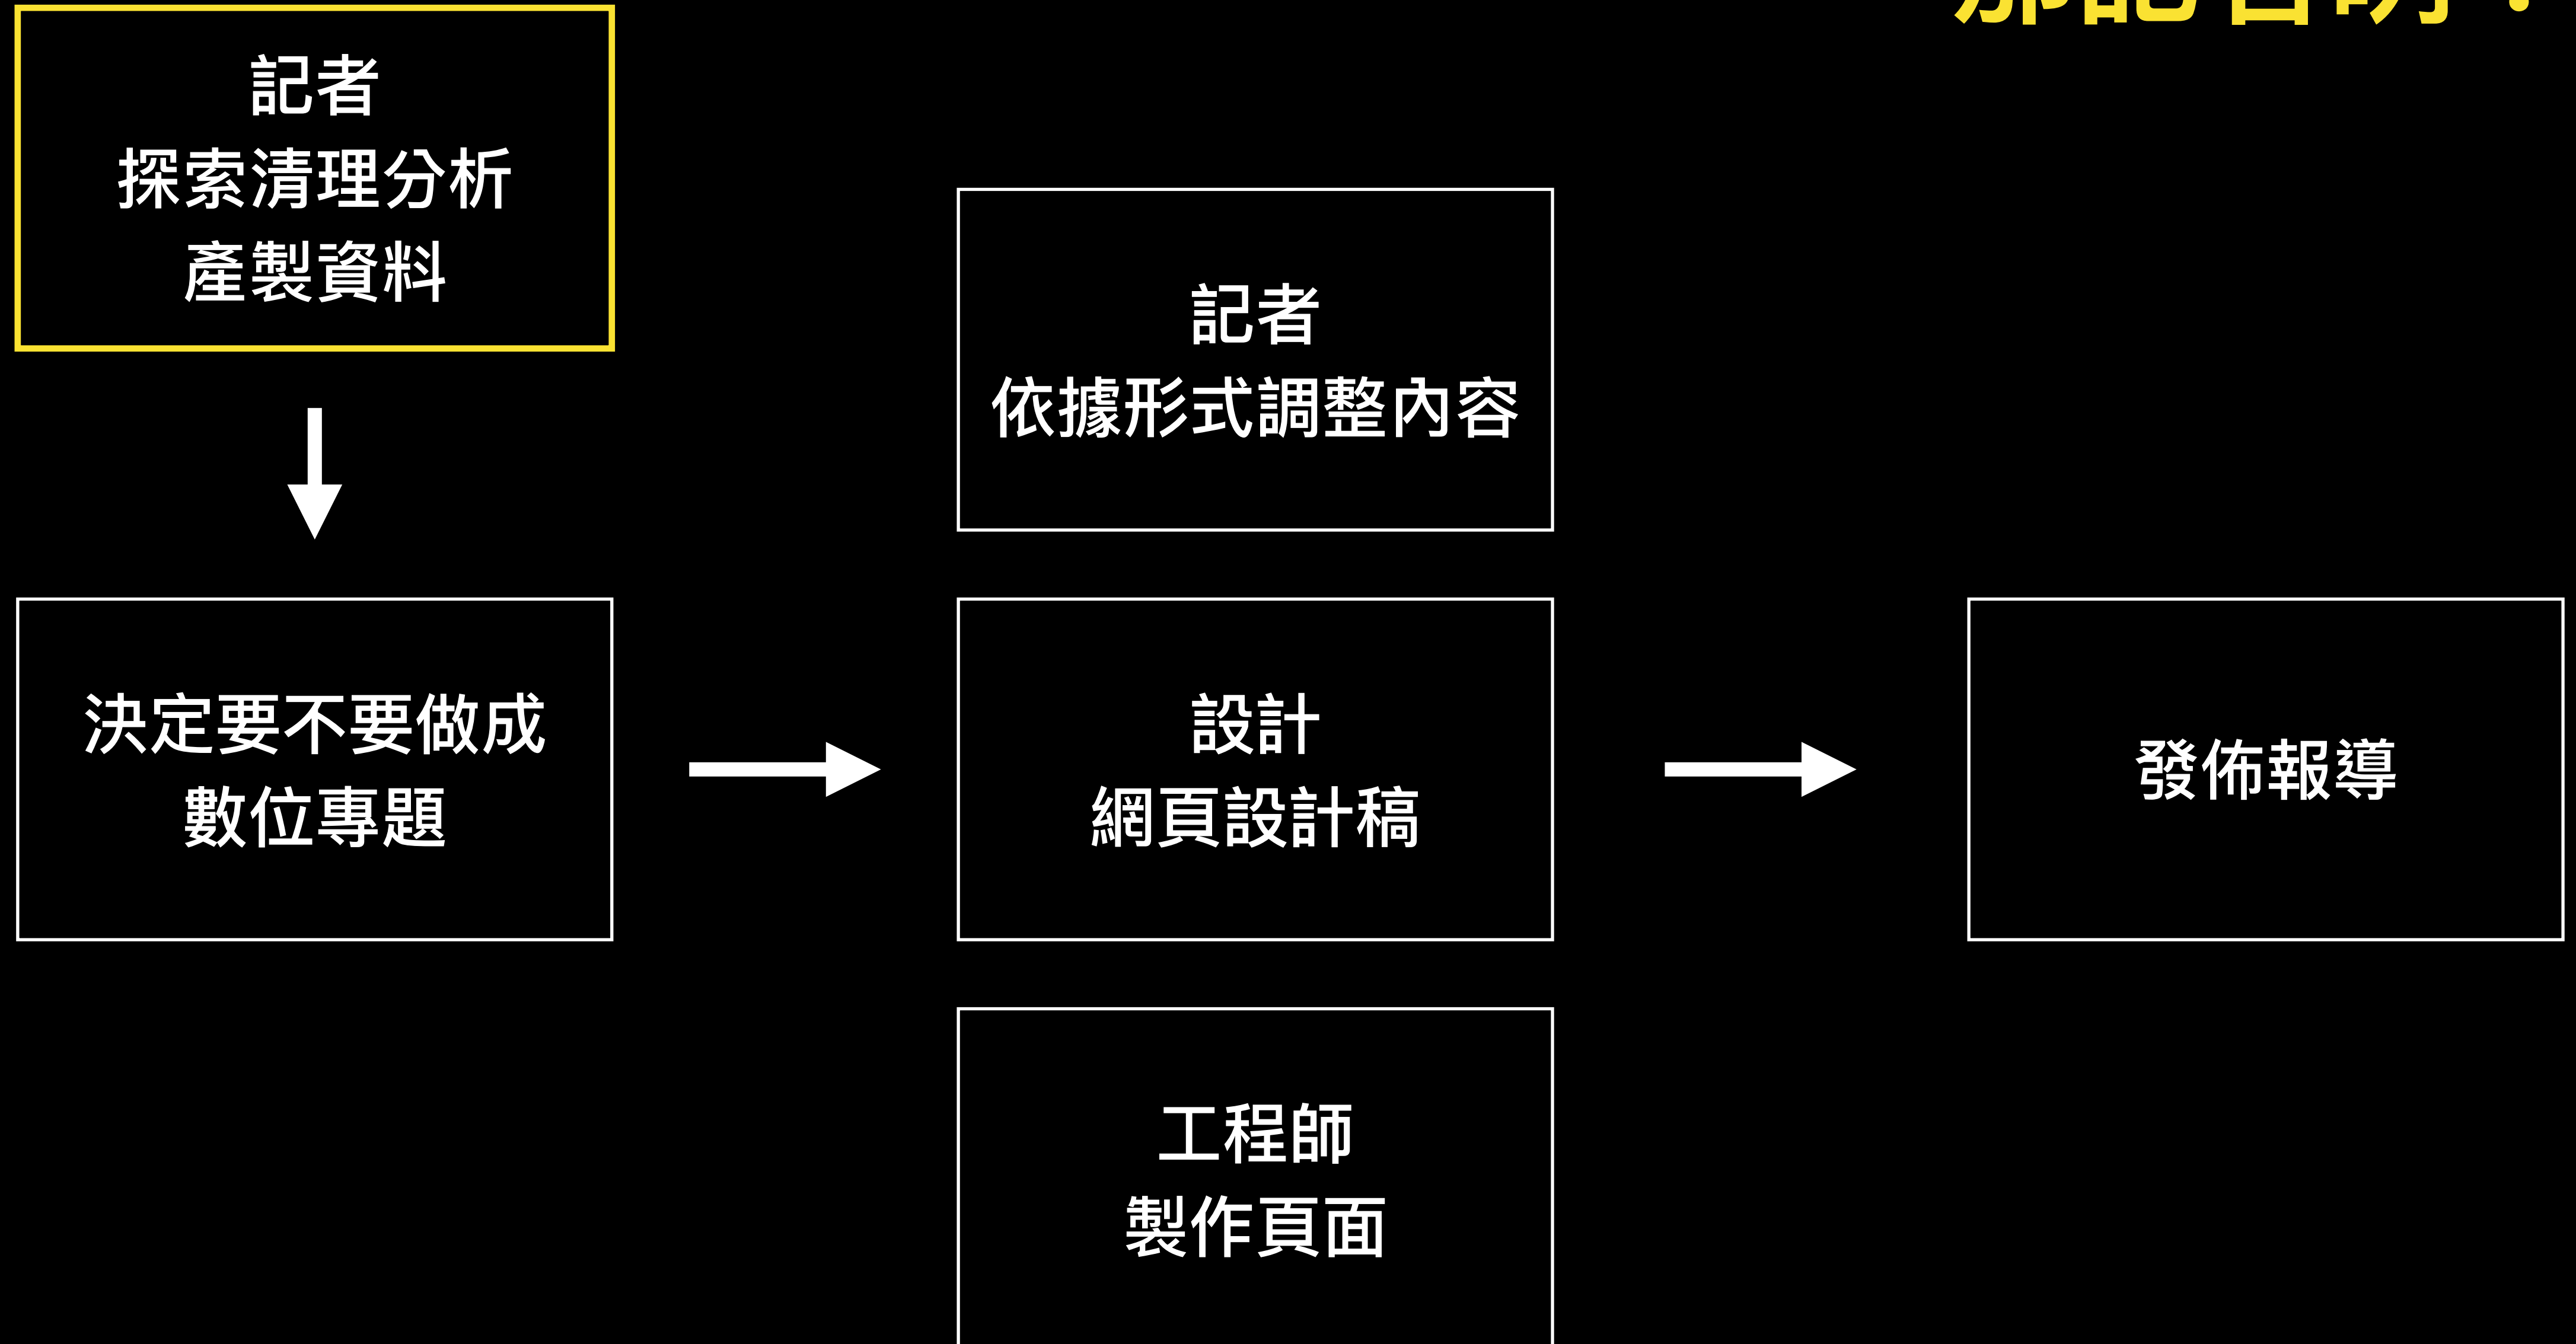 記者
探索清理分析
產製資料
記者
依據形式調整內容
決定要不要做成
數位專題
設計
網頁設計稿
發佈報導
工程師
製作頁面